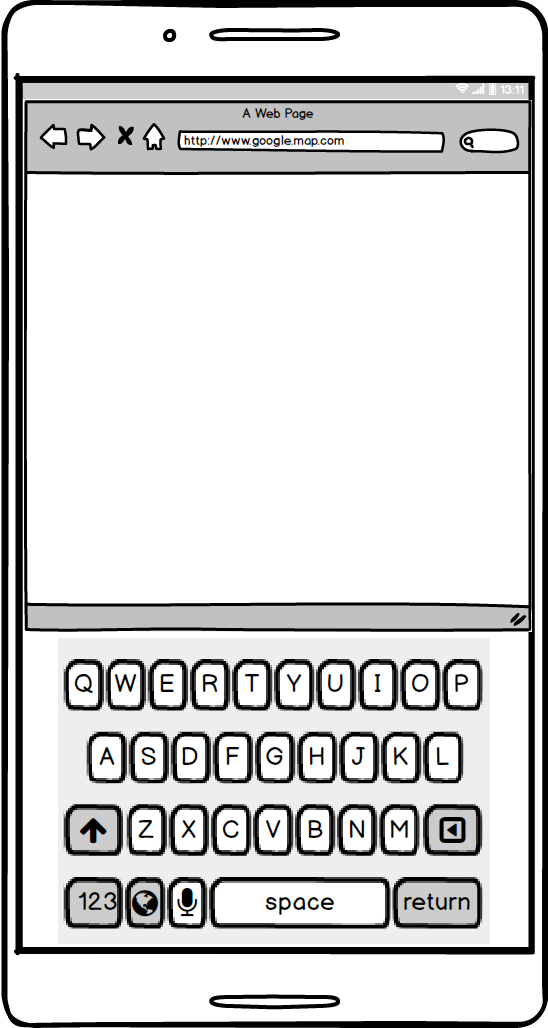 13:11
A Web Page
http://www.google.map.com
Q W E R T Y U I O P
A S D F G H J K L
Z X C V B N M
123 space return